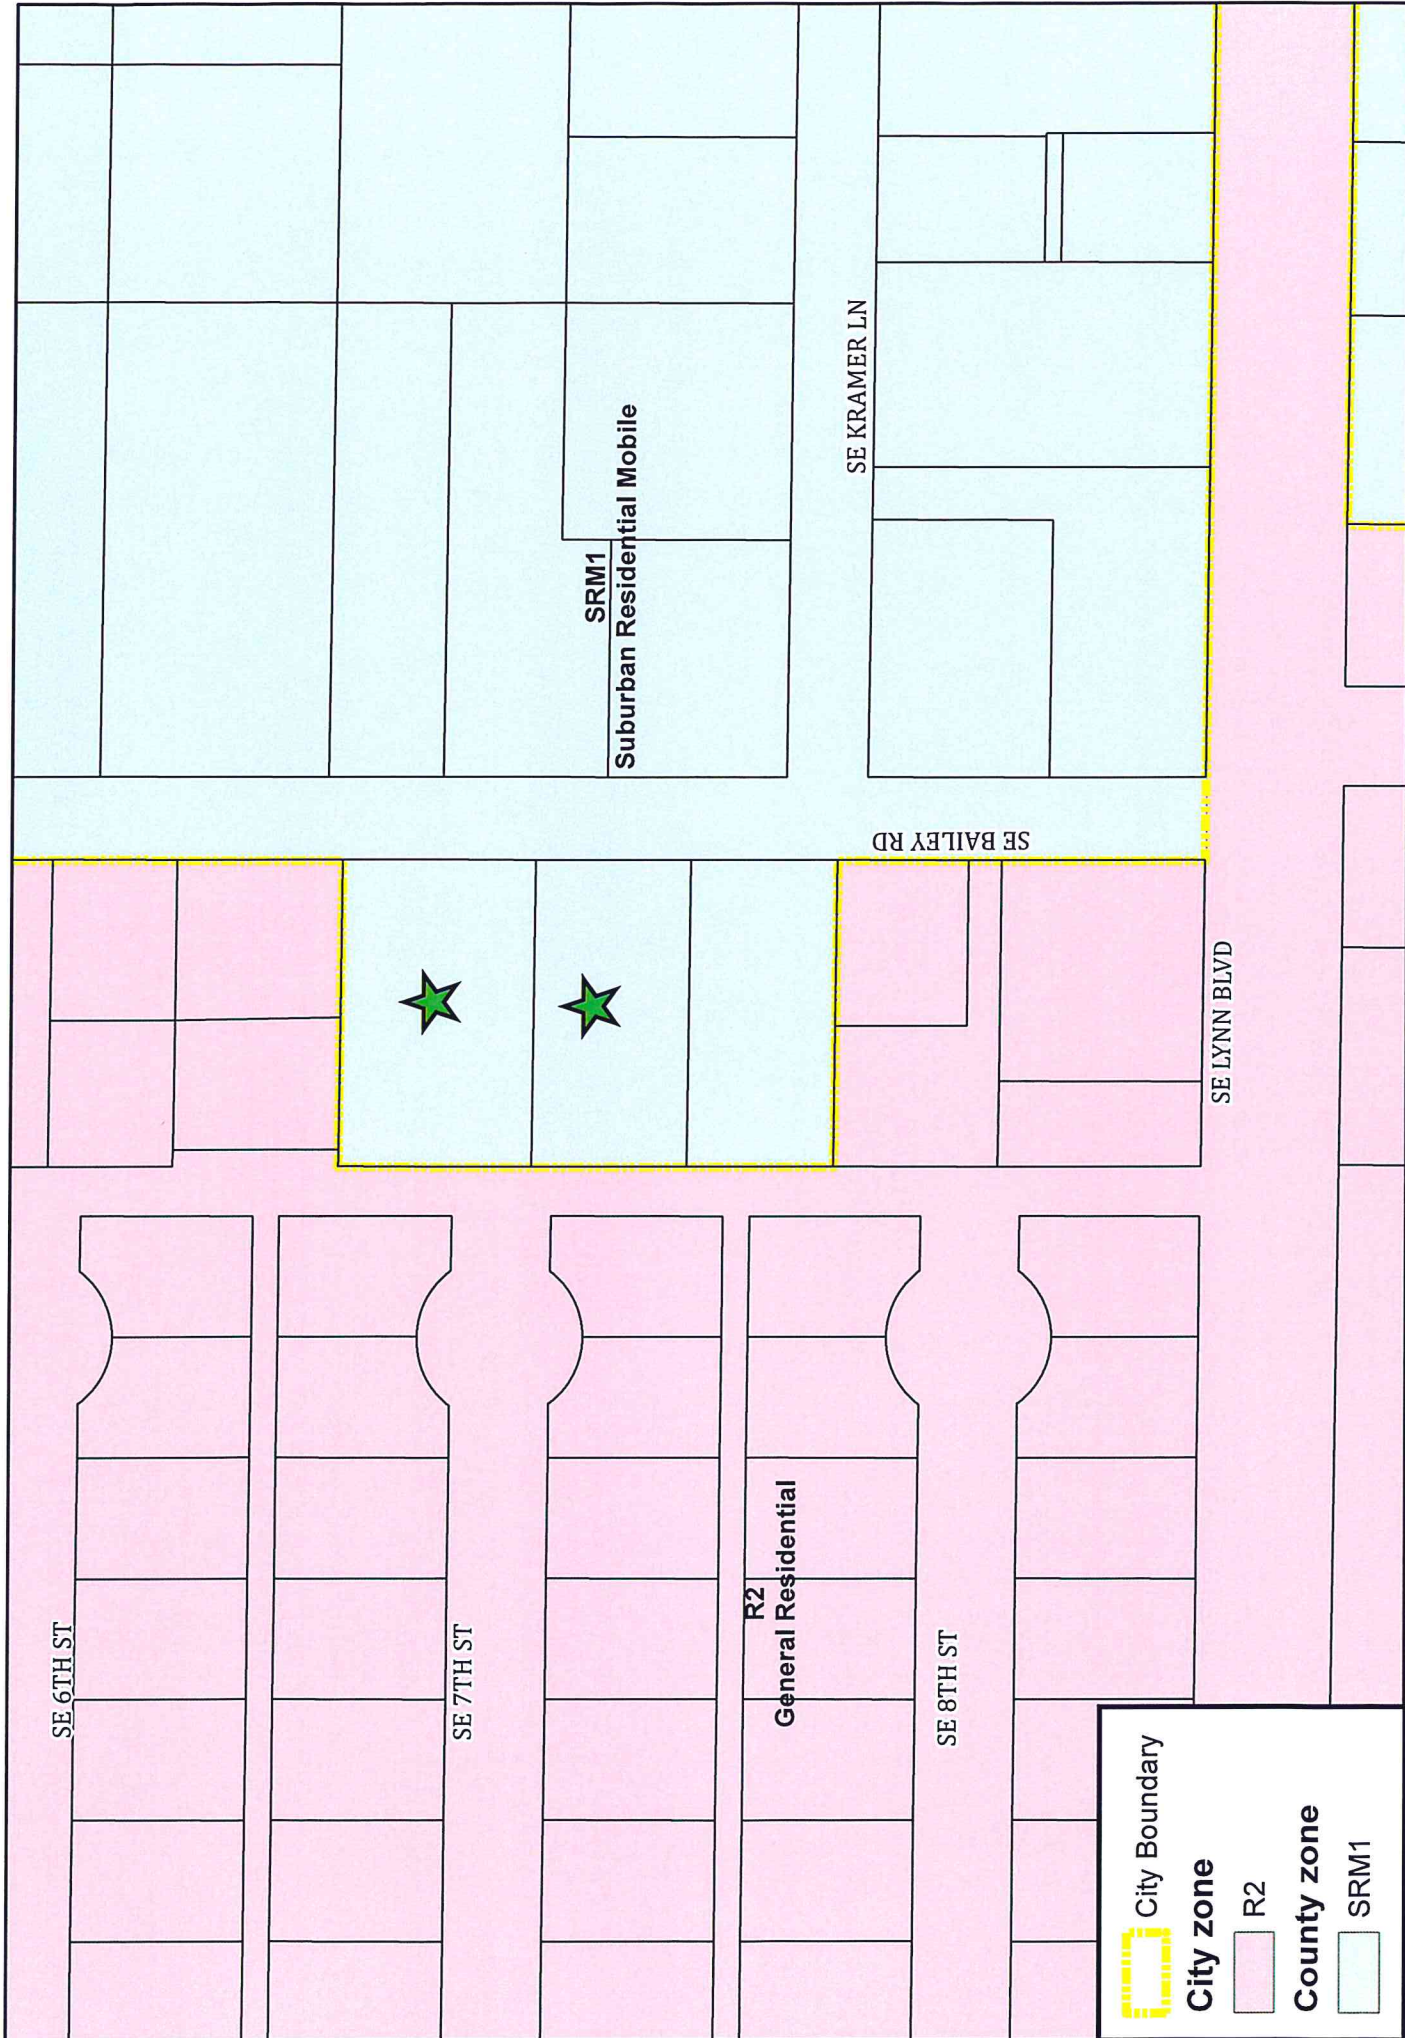 SE 6TH ST
SE 7TH ST
R2
General Residential
SE 8TH ST
SRM1
Suburban Residential Mobile
SE KRAMER LN
SE BAILEY RD
SE LYNN BLVD
City Boundary
City zone
R2
County zone
SRM1